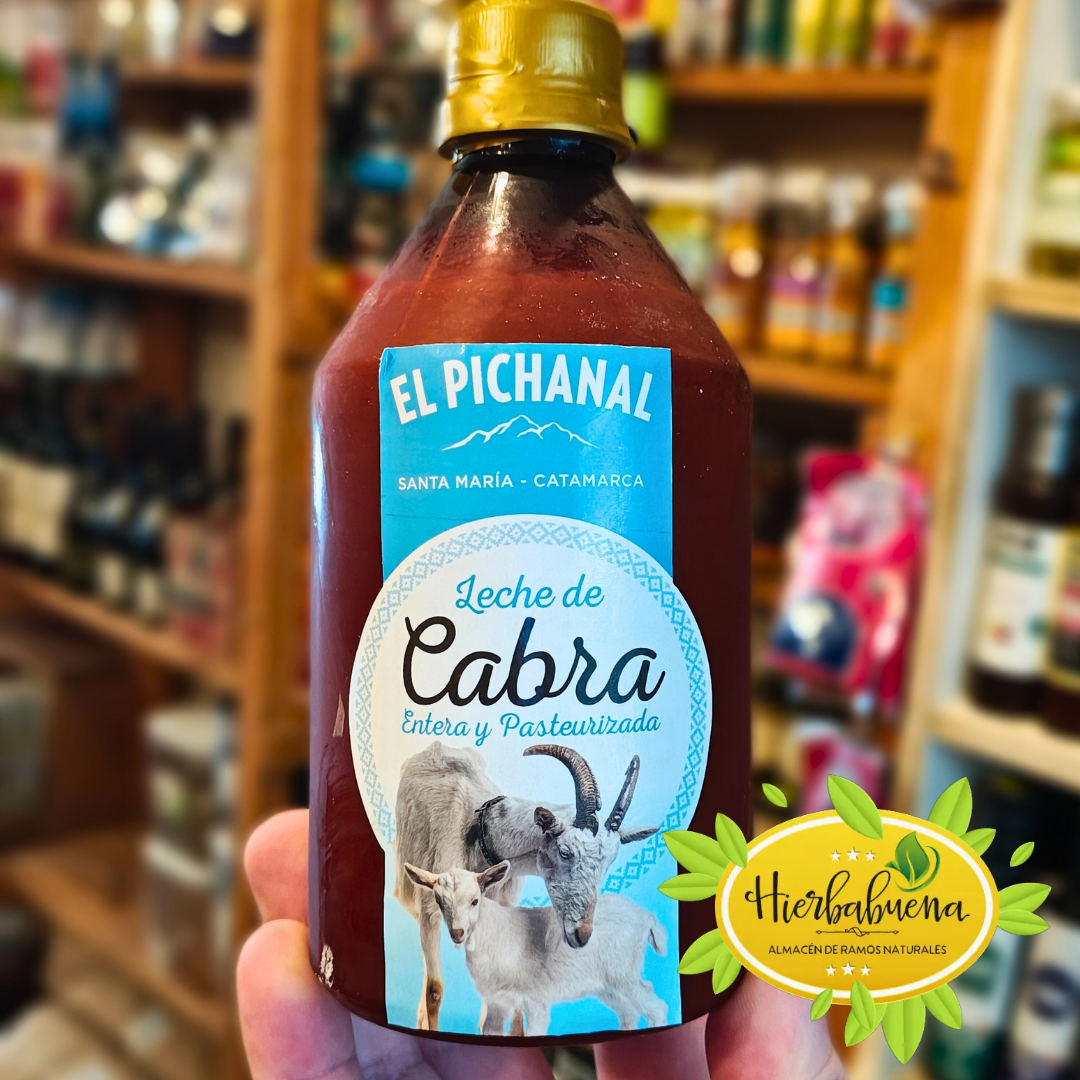 EL PICHANAL
SANTA MARÍA - CATAMARCA
Leche de
Cabra
Entera y Pasteurizada
Hierbabuena
ALMACÉN DE RAMOS NATURALES